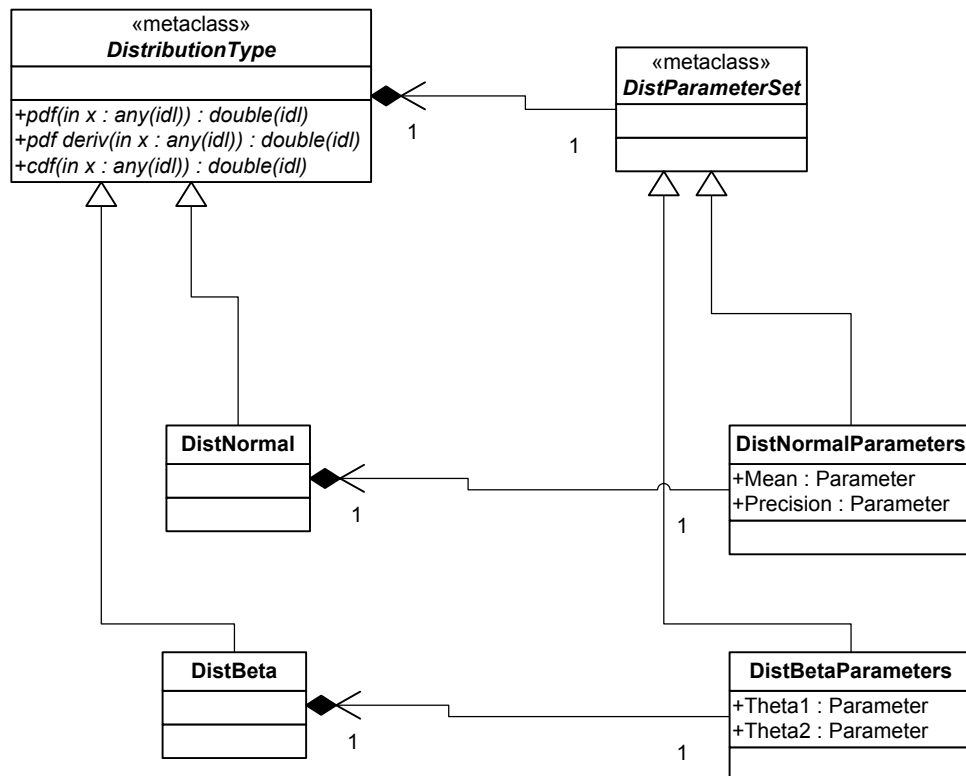 «metaclass»
DistributionType
+pdf(in x : any(idl)) : double(idl)
+pdf deriv(in x : any(idl)) : double(idl)
+cdf(in x : any(idl)) : double(idl)
1
«metaclass»
DistParameterSet
1
DistNormal
1
DistNormalParameters
+Mean : Parameter
+Precision : Parameter
1
DistBeta
1
DistBetaParameters
+Theta1 : Parameter
+Theta2 : Parameter
1